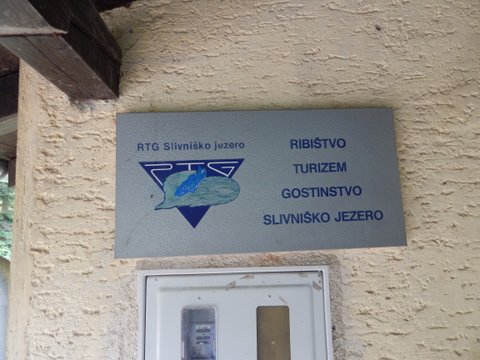 RTG Slivniško jezero
RTG
RIBIŠTVO
TURIZEM
GOSTINSTVO
SLIVNIŠKO JEZERO